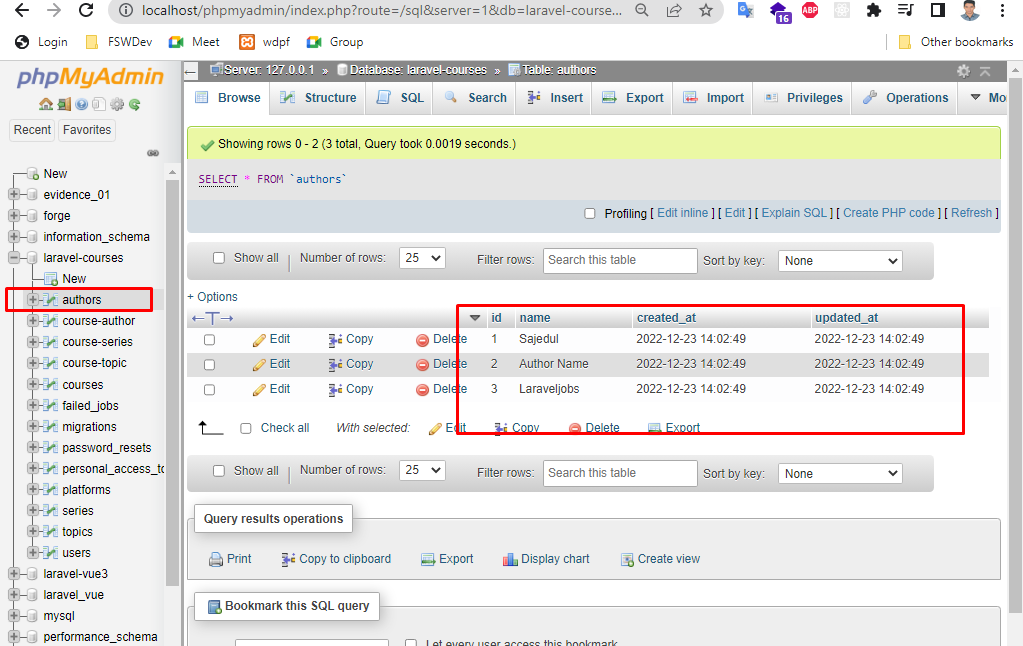 localhost/phpmyadmin/index.php?route=/sql&server=1&db=laravel-course...
16
ABP
Login FSWDev Meet wdpf Group Other bookmarks
phpMyAdmin
Recent Favorites
New
evidence_01
forge
information_schema
laravel-courses
New
authors
course-author
course-series
course-topic
courses
failed_jobs
migrations
password_resets
personal_access_to
platforms
series
topics
users
laravel-vue3
laravel_vue
mysql
performance_schema
Server: 127.0.0.1 » Database: laravel-courses » Table: authors
Browse Structure SQL Search Insert Export Import Privileges Operations Mo
Showing rows 0 - 2 (3 total, Query took 0.0019 seconds.)
SELECT * FROM `authors`
Profiling [ Edit inline ] [ Edit ] [ Explain SQL ] [ Create PHP code ] [ Refresh ]
Show all Number of rows: 25 Filter rows: Search this table Sort by key: None
+ Options
←T→ id name created_at updated_at
Edit Copy Delete 1 Sajedul 2022-12-23 14:02:49 2022-12-23 14:02:49
Edit Copy Delete 2 Author Name 2022-12-23 14:02:49 2022-12-23 14:02:49
Edit Copy Delete 3 Laraveljobs 2022-12-23 14:02:49 2022-12-23 14:02:49
Check all With selected: Edit Copy Delete Export
Show all Number of rows: 25 Filter rows: Search this table Sort by key: None
Query results operations
Print Copy to clipboard Export Display chart Create view
Bookmark this SQL query
Let every user access this bookmark